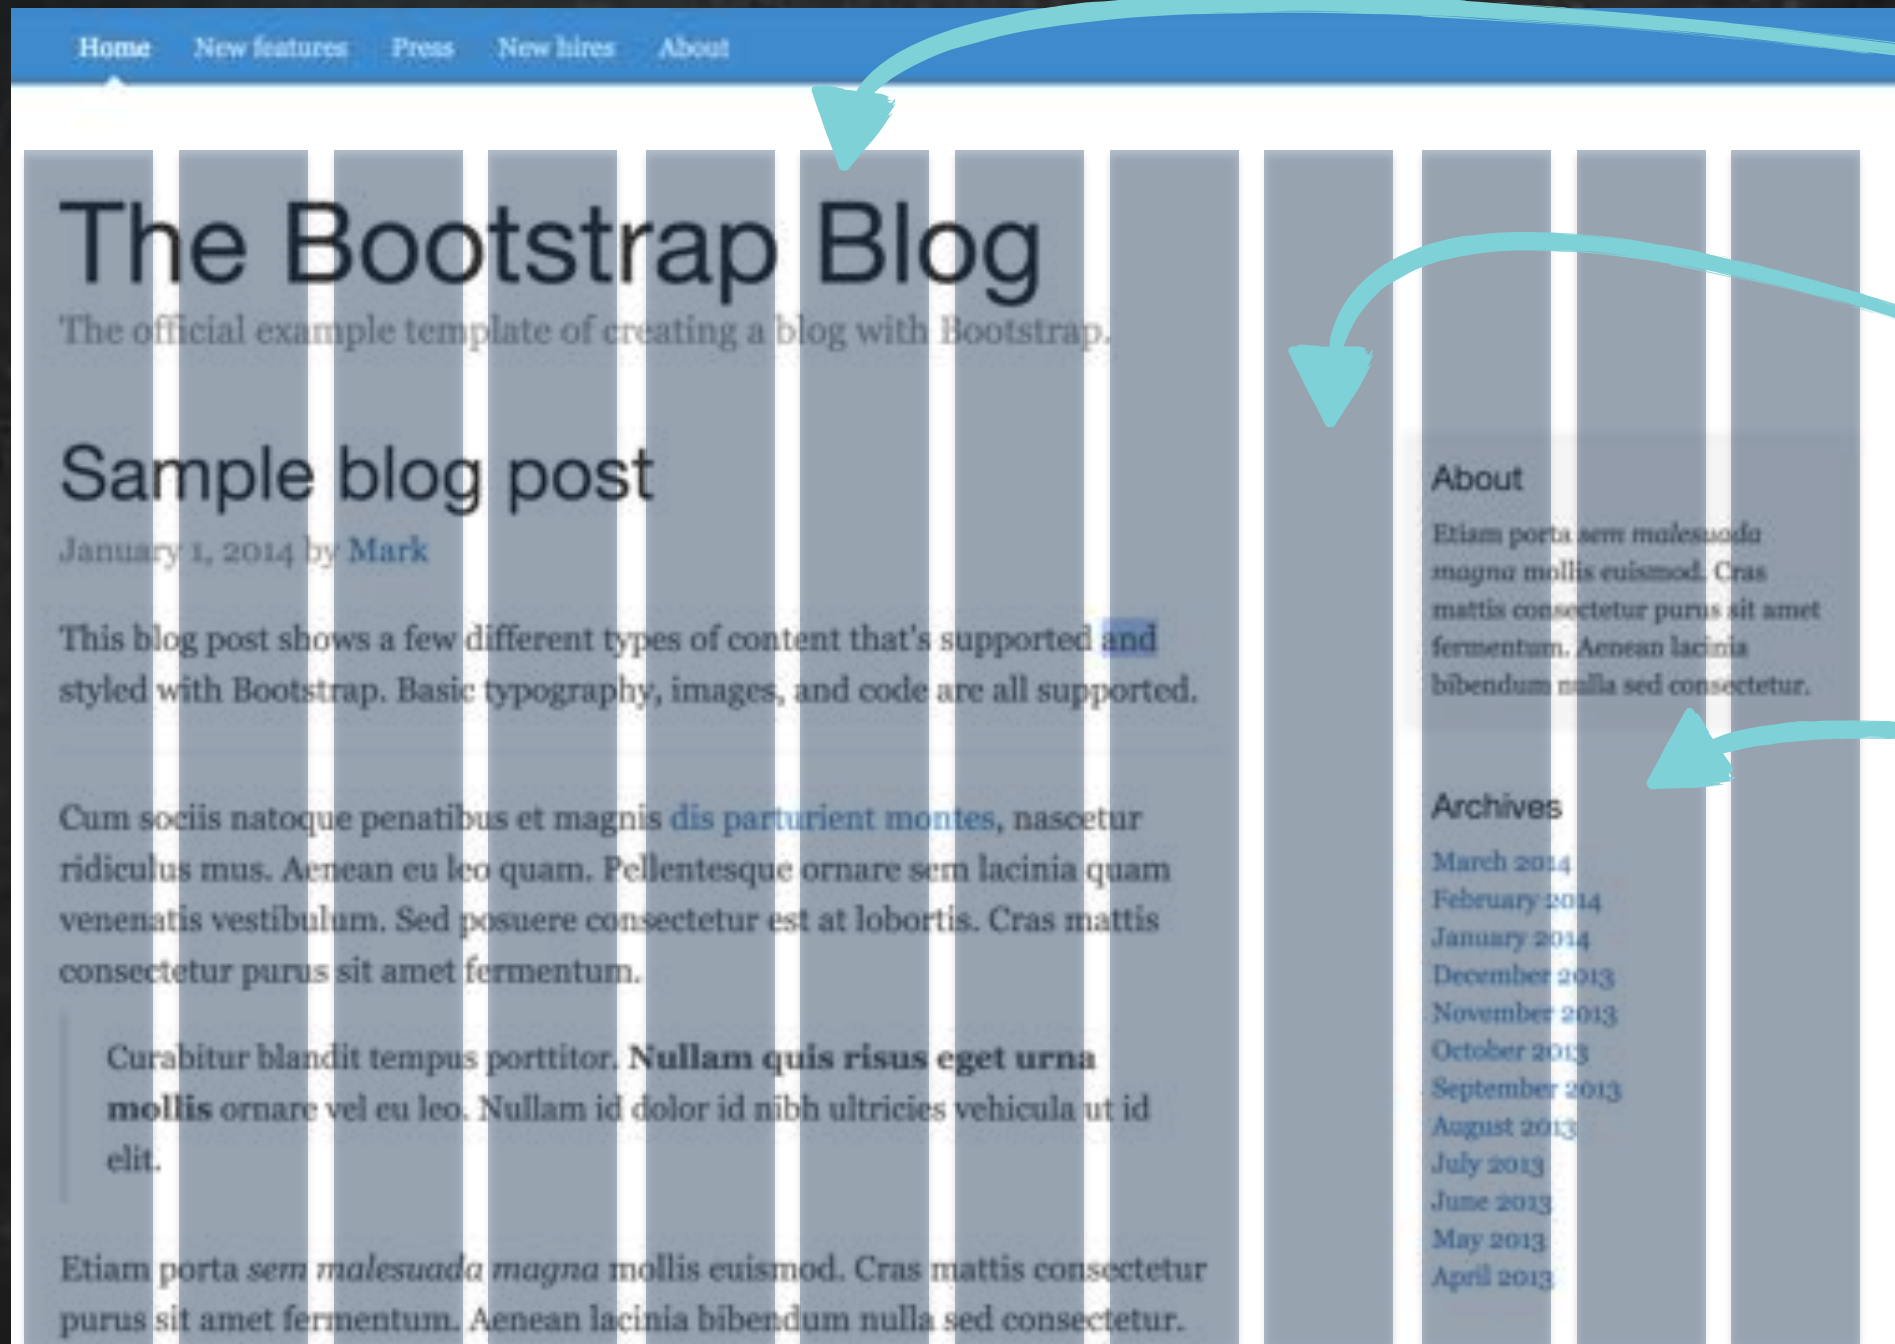 Home New features Press New hires About
The Bootstrap Blog
The official example template of creating a blog with Bootstrap.
Sample blog post
January 1, 2014 by Mark
This blog post shows a few different types of content that's supported and
styled with Bootstrap. Basic typography, images, and code are all supported.
Cum sociis natoque penatibus et magnis dis parturient montes, nascetur
ridiculus mus. Aenean eu leo quam. Pellentesque ornare sem lacinia quam
venenatis vestibulum. Sed posuere consectetur est at lobortis. Cras mattis
consectetur purus sit amet fermentum.
Curabitur blandit tempus porttitor. Nullam quis risus eget urna
mollis ornare vel eu leo. Nullam id dolor id nibh ultricies vehicula ut id
elit.
Etiam porta sem malesuada magna mollis euismod. Cras mattis consectetur
purus sit amet fermentum. Aenean lacinia bibendum nulla sed consectetur.
About
Etiam porta sem malesuada
magna mollis euismod. Cras
mattis consectetur purus sit amet
fermentum. Aenean lacinia
bibendum nulla sed consectetur.
Archives
March 2014
February 2014
January 2014
December 2013
November 2013
October 2013
September 2013
August 2013
July 2013
June 2013
May 2013
April 2013